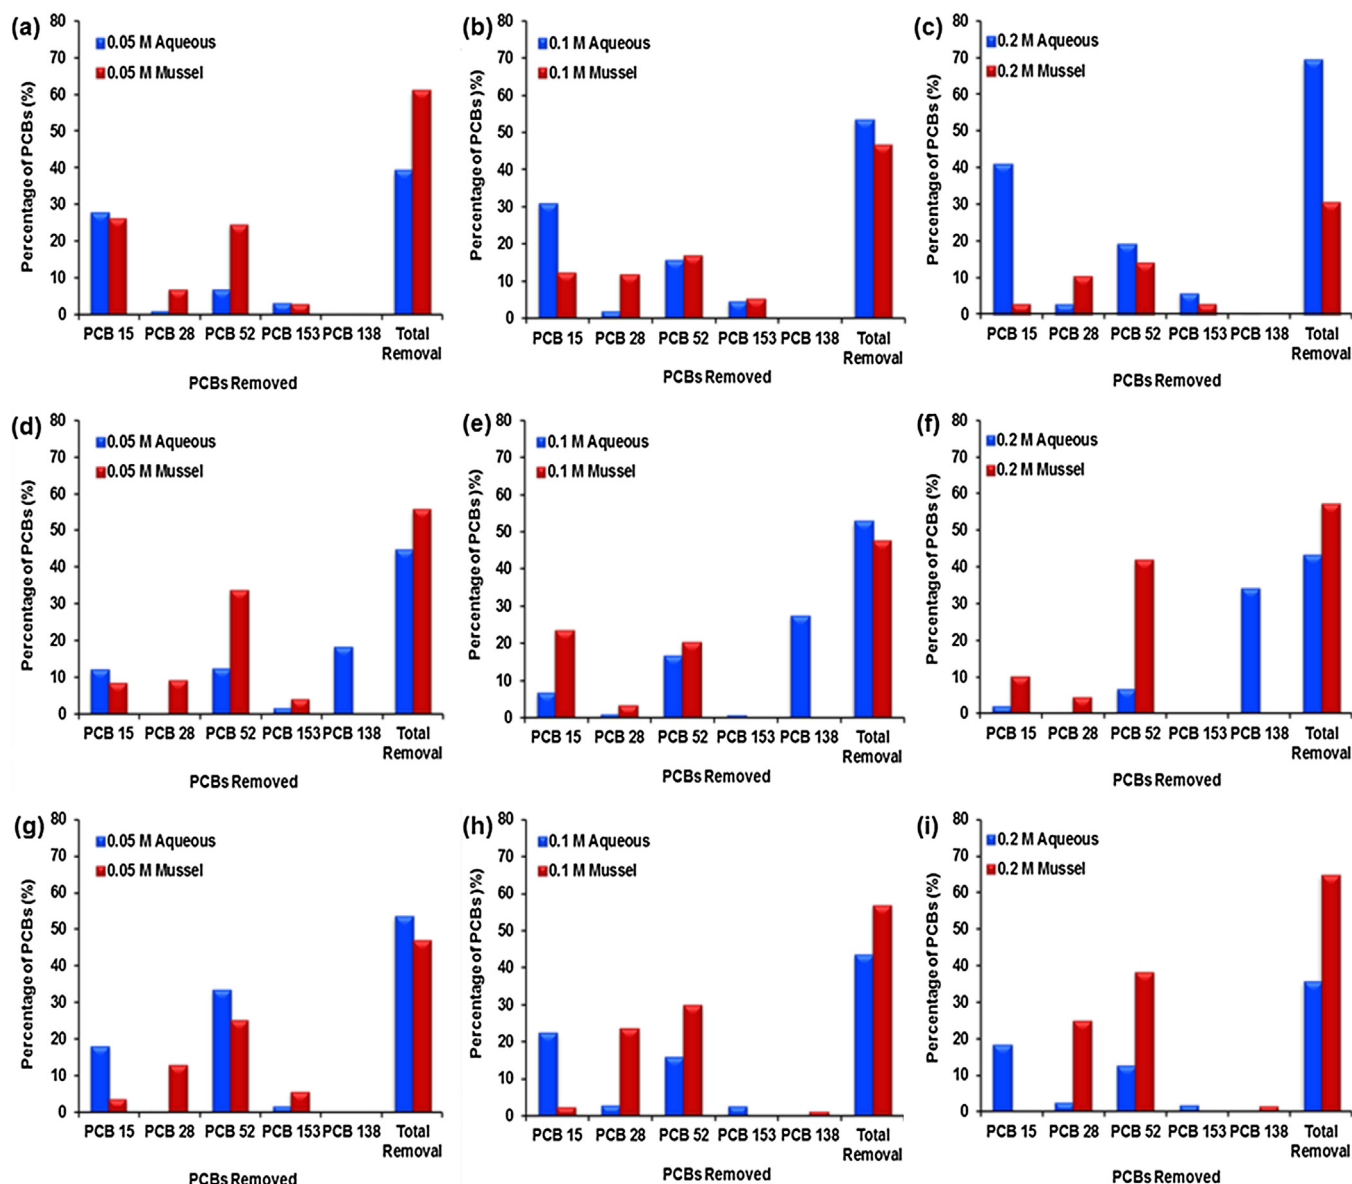 (a)
80
70
60
50
40
30
20
10
0
Percentage of PCBs (%)
0.05 M Aqueous
0.05 M Mussel
PCB 15 PCB 28 PCB 52 PCB 153 PCB 138 Total Removal
PCBs Removed
(b)
80
70
60
50
40
30
20
10
0
Percentage of PCBs )%)
0.1 M Aqueous
0.1 M Mussel
PCB 15 PCB 28 PCB 52 PCB 153 PCB 138 Total Removal
PCBs Removed
(c)
80
70
60
50
40
30
20
10
0
Percentage of PCBs (%)
0.2 M Aqueous
0.2 M Mussel
PCB 15 PCB 28 PCB 52 PCB 153 PCB 138 Total Removal
PCBs Removed
(d)
80
70
60
50
40
30
20
10
0
Percentage of PCBs (%)
0.05 M Aqueous
0.05 M Mussel
PCB 15 PCB 28 PCB 52 PCB 153 PCB 138 Total Removal
PCBs Removed
(e)
80
70
60
50
40
30
20
10
0
Percentage of PCBs )%)
0.1 M Aqueous
0.1 M Mussel
PCB 15 PCB 28 PCB 52 PCB 153 PCB 138 Total Removal
PCBs Removed
(f)
80
70
60
50
40
30
20
10
0
Percentage of PCBs (%)
0.2 M Aqueous
0.2 M Mussel
PCB 15 PCB 28 PCB 52 PCB 153 PCB 138 Total Removal
PCBs Removed
(g)
80
70
60
50
40
30
20
10
0
Percentage of PCBs (%)
0.05 M Aqueous
0.05 M Mussel
PCB 15 PCB 28 PCB 52 PCB 153 PCB 138 Total Removal
PCBs Removed
(h)
80
70
60
50
40
30
20
10
0
Percentage of PCBs )%)
0.1 M Aqueous
0.1 M Mussel
PCB 15 PCB 28 PCB 52 PCB 153 PCB 138 Total Removal
PCBs Removed
(i)
80
70
60
50
40
30
20
10
0
Percentage of PCBs (%)
0.2 M Aqueous
0.2 M Mussel
PCB 15 PCB 28 PCB 52 PCB 153 PCB 138 Total Removal
PCBs Removed